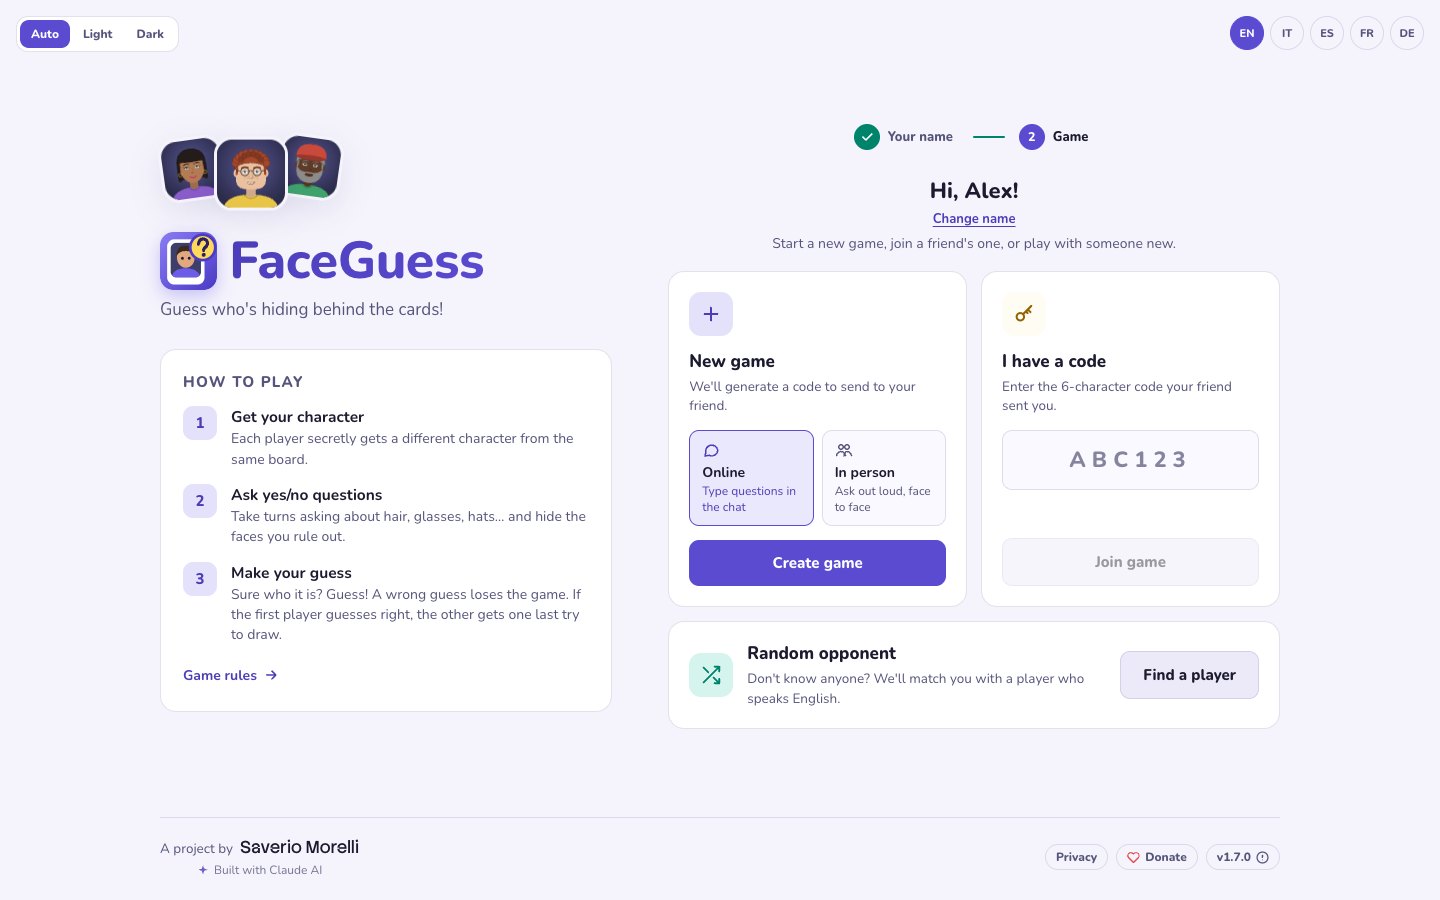 Auto
Light
Dark
EN
IT
ES
FR
DE
?
FaceGuess
Guess who's hiding behind the cards!
HOW TO PLAY
1
Get your character
Each player secretly gets a different character from the
same board.
2
Ask yes/no questions
Take turns asking about hair, glasses, hats... and hide the
faces you rule out.
3
Make your guess
Sure who it is? Guess! A wrong guess loses the game. If
the first player guesses right, the other gets one last try
to draw.
Game rules →
Your name
2
Game
Hi, Alex!
Change name
Start a new game, join a friend's one, or play with someone new.
New game
We'll generate a code to send to your
friend.
Online
Type questions in
the chat
In person
Ask out loud, face
to face
Create game
I have a code
Enter the 6-character code your friend
sent you.
ABC123
Join game
Random opponent
Don't know anyone? We'll match you with a player who
speaks English.
Find a player
A project by Saverio Morelli
Built with Claude AI
Privacy
Donate
v1.7.0